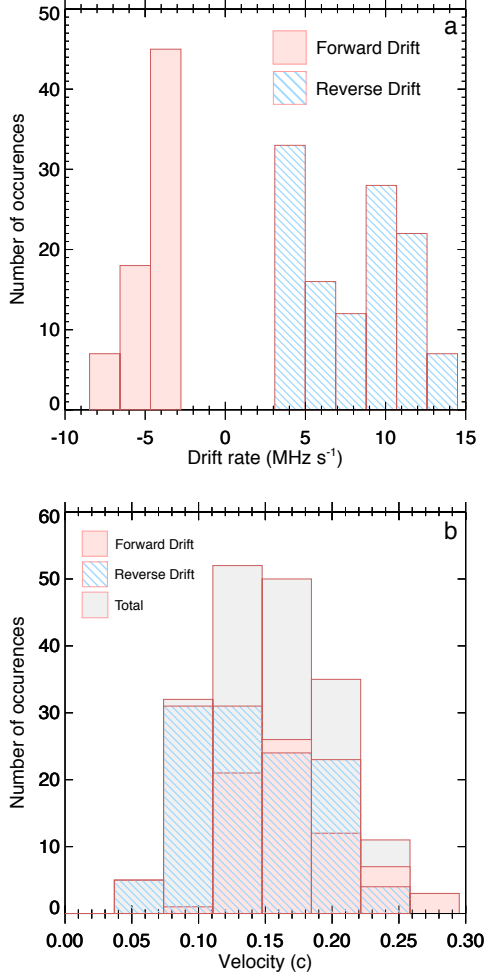 a
Forward Drift
Reverse Drift
50
40
30
20
10
0
Number of occurences
-10 -5 0 5 10 15
Drift rate (MHz s⁻¹)
b
Forward Drift
Reverse Drift
Total
60
50
40
30
20
10
0
Number of occurences
0.00 0.05 0.10 0.15 0.20 0.25 0.30
Velocity (c)